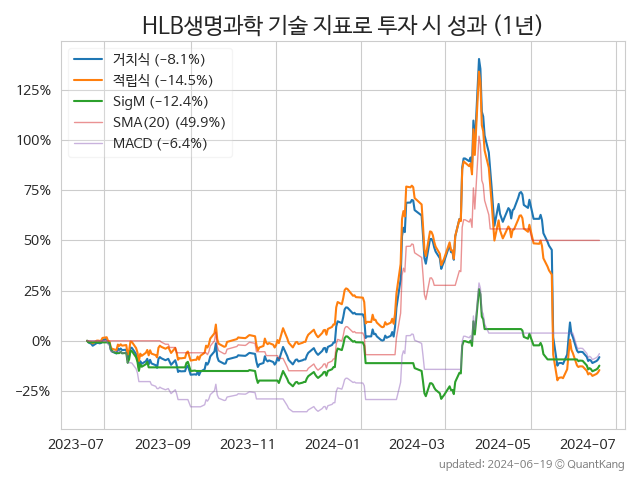 HLB생명과학 기술 지표로 투자 시 성과 (1년)
거치식 (−8.1%)
적립식 (−14.5%)
SigM (−12.4%)
SMA(20) (49.9%)
MACD (−6.4%)
125%
100%
75%
50%
25%
0%
−25%
2023-07 2023-09 2023-11 2024-01 2024-03 2024-05 2024-07
updated: 2024-06-19 © QuantKang